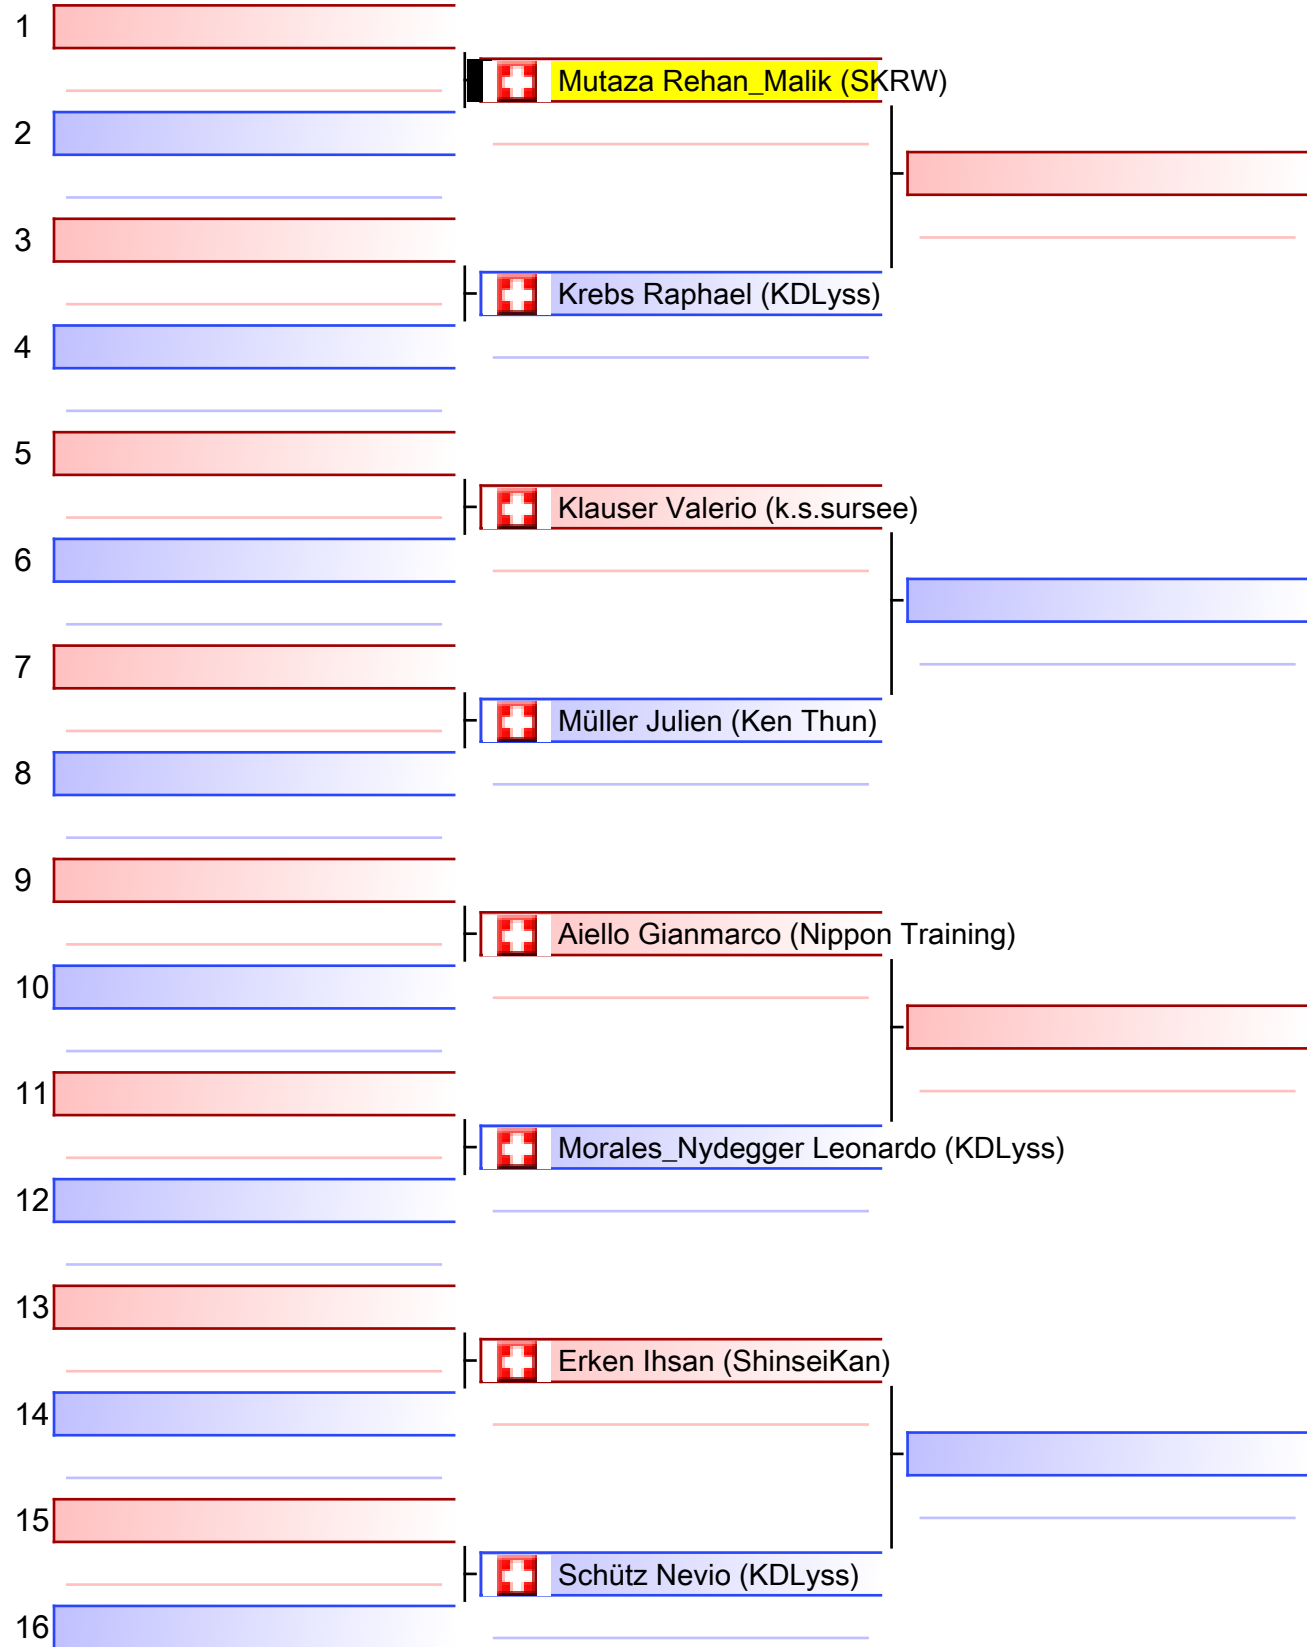 1
Mutaza Rehan_Malik (SKRW)
2
3
Krebs Raphael (KDLyss)
4
5
Klauser Valerio (k.s.sursee)
6
7
Müller Julien (Ken Thun)
8
9
Aiello Gianmarco (Nippon Training)
10
11
Morales_Nydegger Leonardo (KDLyss)
12
13
Erken Ihsan (ShinseiKan)
14
15
Schütz Nevio (KDLyss)
16